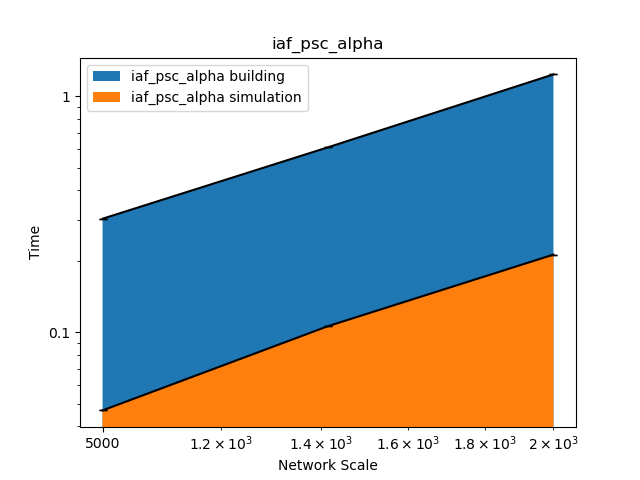 iaf_psc_alpha
iaf_psc_alpha building
iaf_psc_alpha simulation
1
0.1
Time
5000
1.2 × 10³
1.4 × 10³
1.6 × 10³
1.8 × 10³
2 × 10³
Network Scale